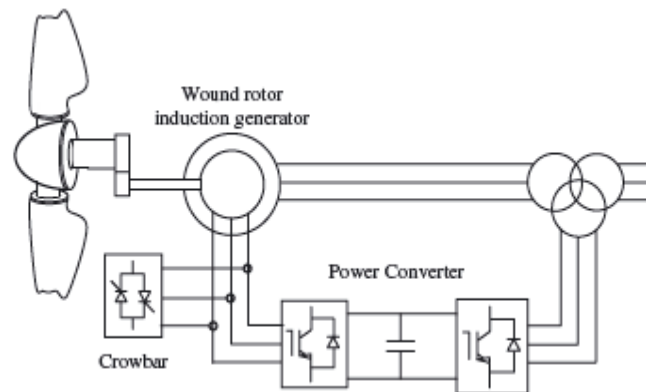 Wound rotor
induction generator
Power Converter
Crowbar